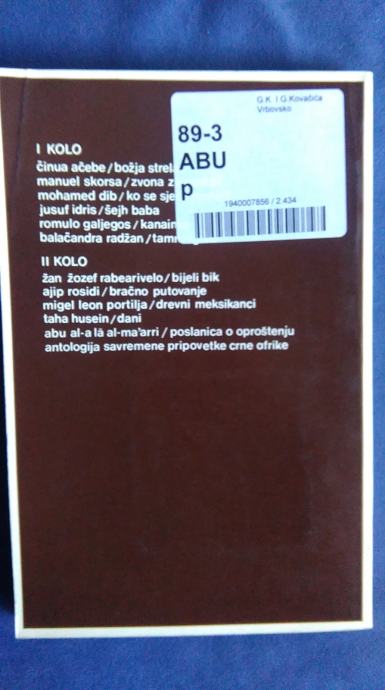 G.K. I.G.Kovačića
Vrbovsko
89-3
ABU
p
1940007856 / 2.434
I KOLO
činua ačebe/božja strel
manuel skorsa/zvona z
mohamed dib/ko se sje
jusuf idris/šejh baba
romulo galjegos/kanaim
balačandra radžan/tam
II KOLO
žan žozef rabearivelo/bijeli bik
ajip rosidi/bračno putovanje
migel leon portilja/drevni meksikanci
taha husein/dani
abu al-a lā al-ma'arri/poslanica o oproštenju
antologija savremene pripovetke crne afrike